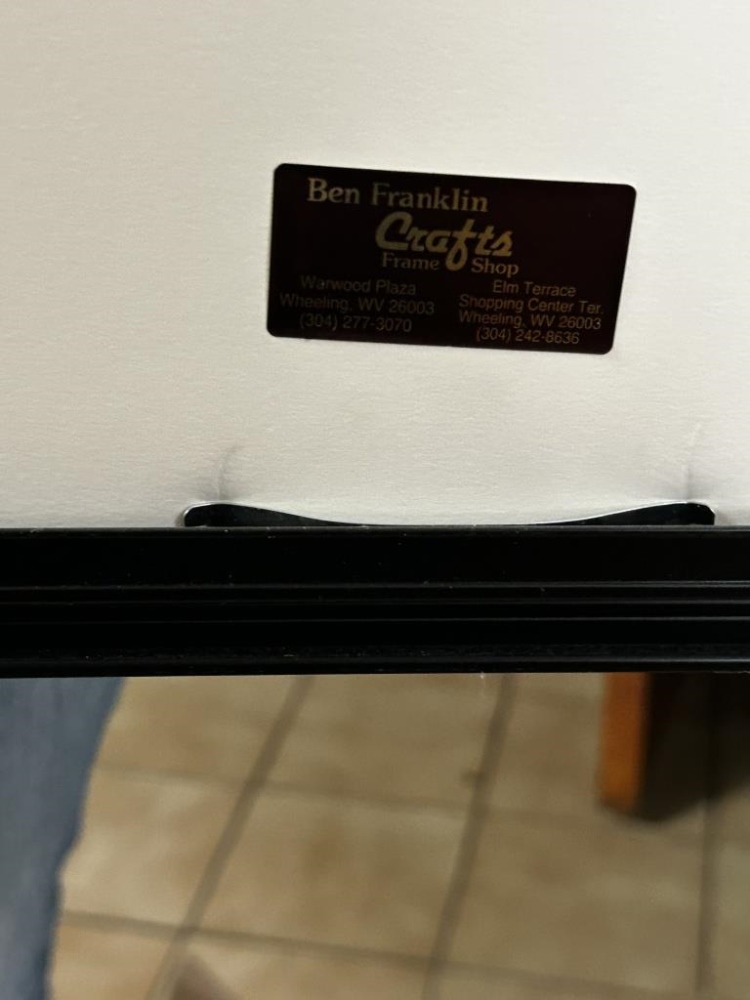 Ben Franklin
Crafts
Frame Shop
Warwood Plaza
Wheeling, WV 26003
(304) 277-3070
Elm Terrace
Shopping Center Ter.
Wheeling, WV 26003
(304) 242-8636